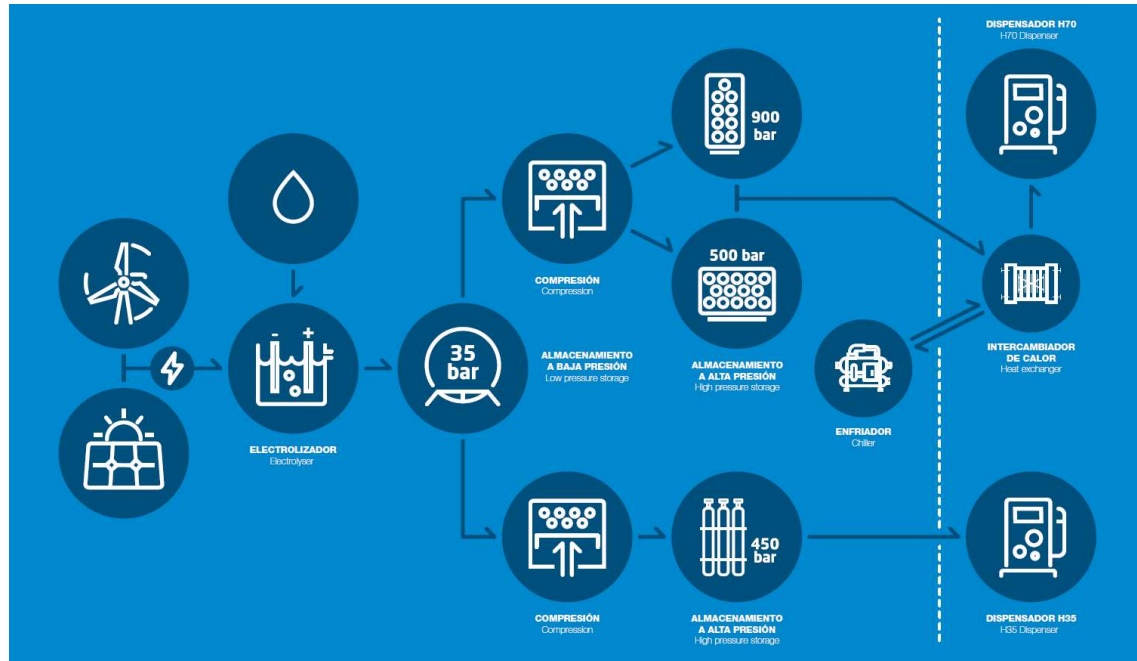 DISPENSADOR H70
H70 Dispenser
900
bar
COMPRESIÓN
Compression
500 bar
35
bar
ALMACENAMIENTO
A BAJA PRESIÓN
Low pressure storage
ALMACENAMIENTO
A ALTA PRESIÓN
High pressure storage
INTERCAMBIADOR
DE CALOR
Heat exchanger
ENFRIADOR
Chiller
- +
ELECTROLIZADOR
Electrolyser
450
bar
COMPRESIÓN
Compression
ALMACENAMIENTO
A ALTA PRESIÓN
High pressure storage
DISPENSADOR H35
H35 Dispenser